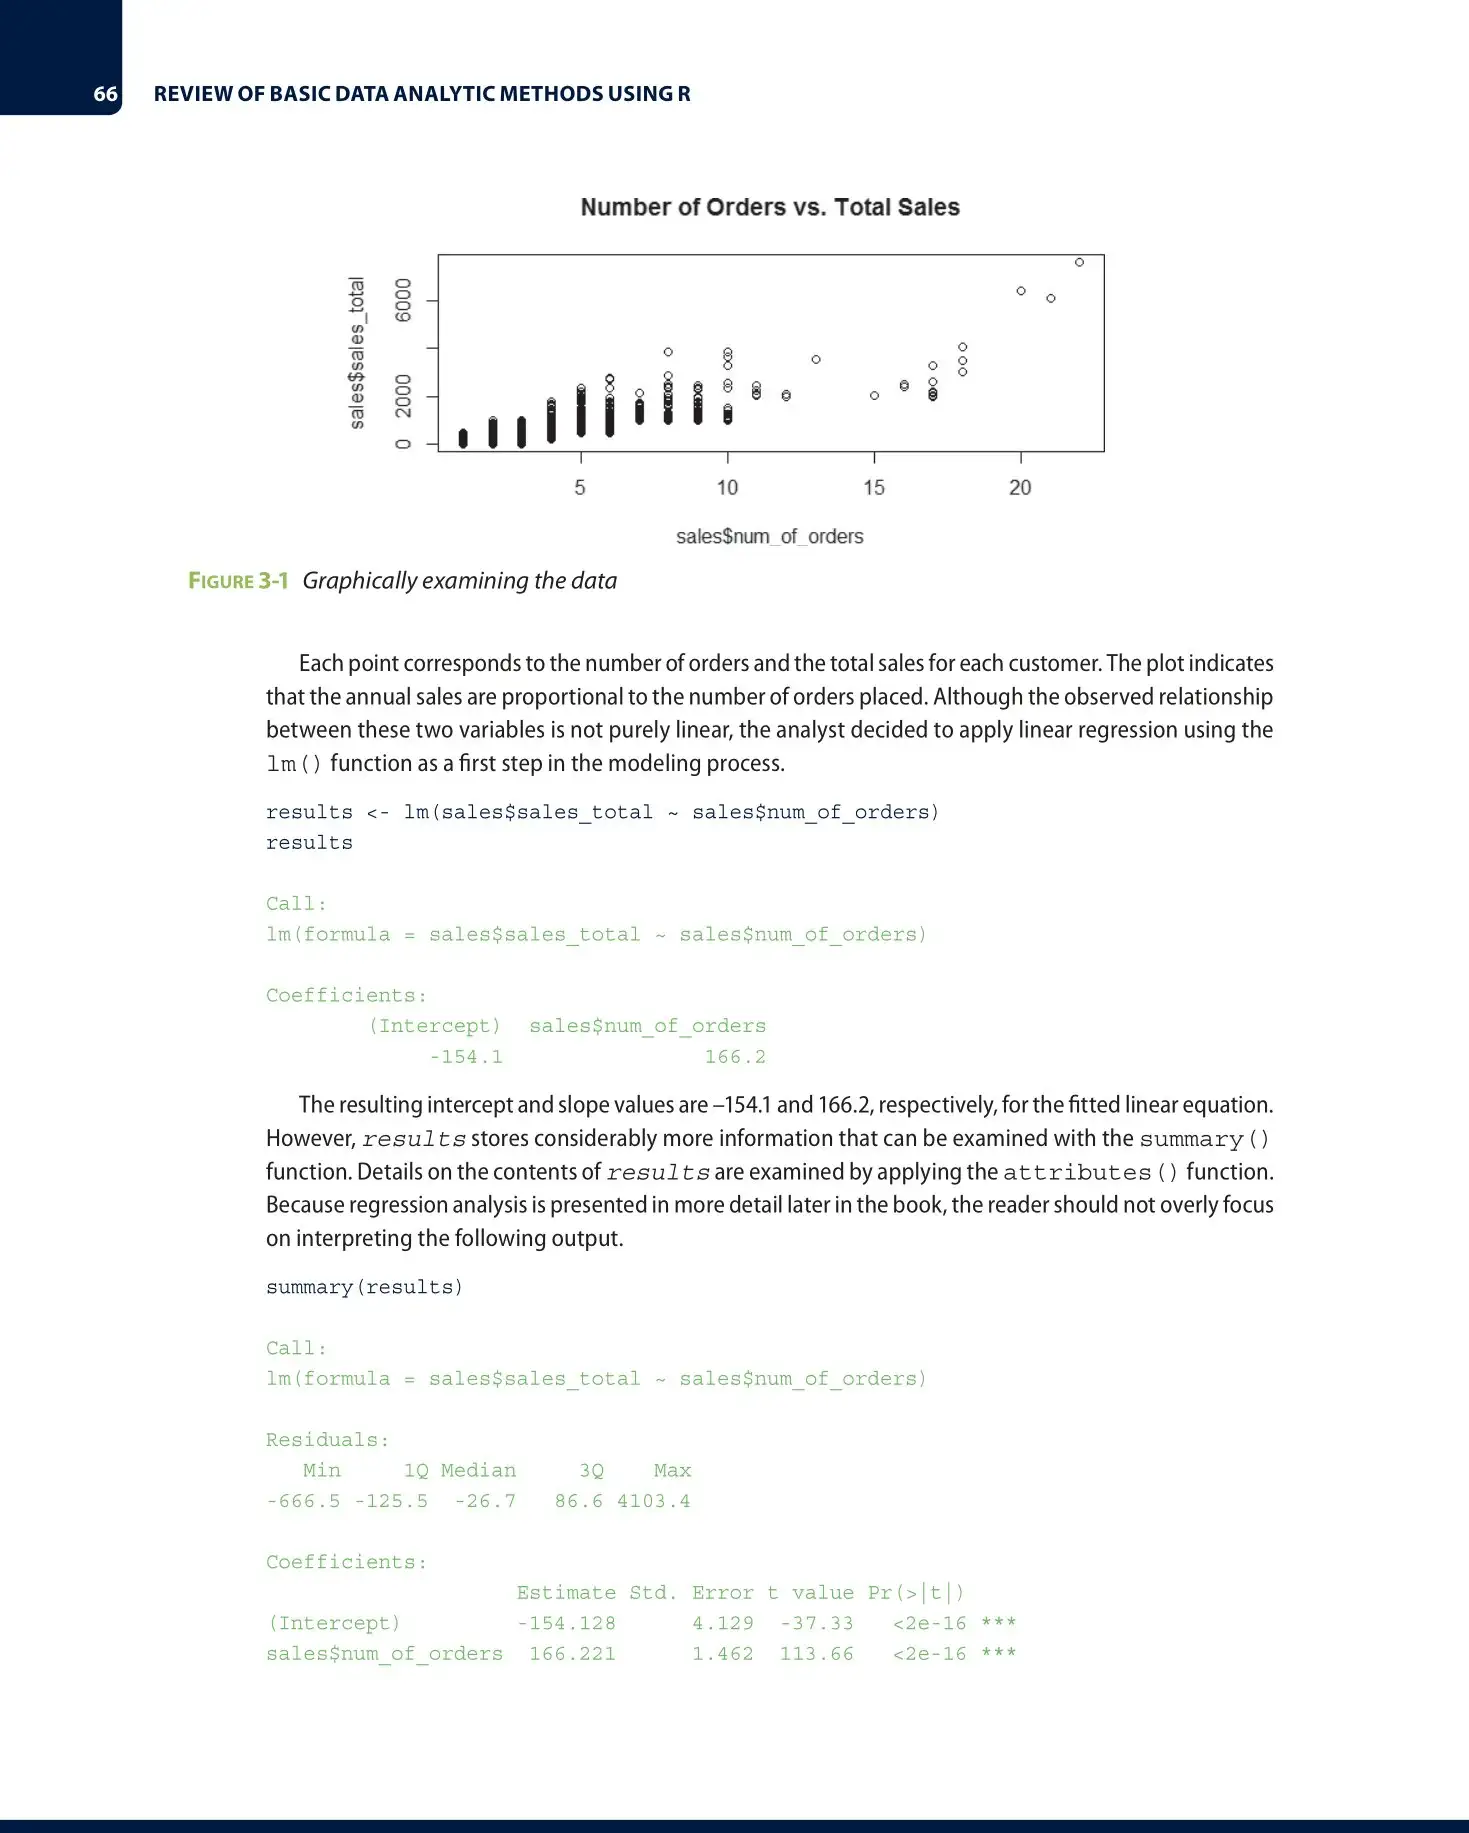 66 REVIEW OF BASIC DATA ANALYTIC METHODS USING R
Number of Orders vs. Total Sales
sales$sales_total
6000
2000
0
5 10 15 20
sales$num_of_orders
FIGURE 3-1 Graphically examining the data
Each point corresponds to the number of orders and the total sales for each customer. The plot indicates
that the annual sales are proportional to the number of orders placed. Although the observed relationship
between these two variables is not purely linear, the analyst decided to apply linear regression using the
lm() function as a first step in the modeling process.
results <- lm(sales$sales_total ~ sales$num_of_orders)
results
Call:
lm(formula = sales$sales_total ~ sales$num_of_orders)
Coefficients:
(Intercept) sales$num_of_orders
-154.1 166.2
The resulting intercept and slope values are –154.1 and 166.2, respectively, for the fitted linear equation.
However, results stores considerably more information that can be examined with the summary()
function. Details on the contents of results are examined by applying the attributes() function.
Because regression analysis is presented in more detail later in the book, the reader should not overly focus
on interpreting the following output.
summary(results)
Call:
lm(formula = sales$sales_total ~ sales$num_of_orders)
Residuals:
Min 1Q Median 3Q Max
-666.5 -125.5 -26.7 86.6 4103.4
Coefficients:
Estimate Std. Error t value Pr(>|t|)
(Intercept) -154.128 4.129 -37.33 <2e-16 ***
sales$num_of_orders 166.221 1.462 113.66 <2e-16 ***